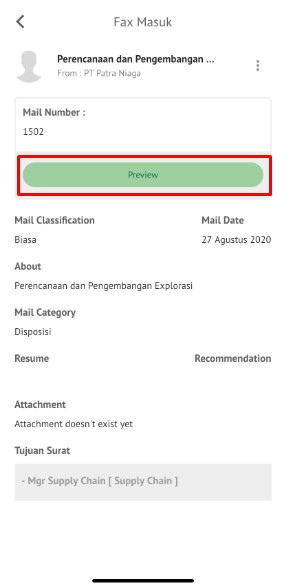 Fax Masuk
Perencanaan dan Pengembangan ...
From : PT Patra Niaga
Mail Number :
1502
Preview
Mail Classification Mail Date
Biasa 27 Agustus 2020
About
Perencanaan dan Pengembangan Explorasi
Mail Category
Disposisi
Resume Recommendation
Attachment
Attachment doesn't exist yet
Tujuan Surat
- Mgr Supply Chain [ Supply Chain ]